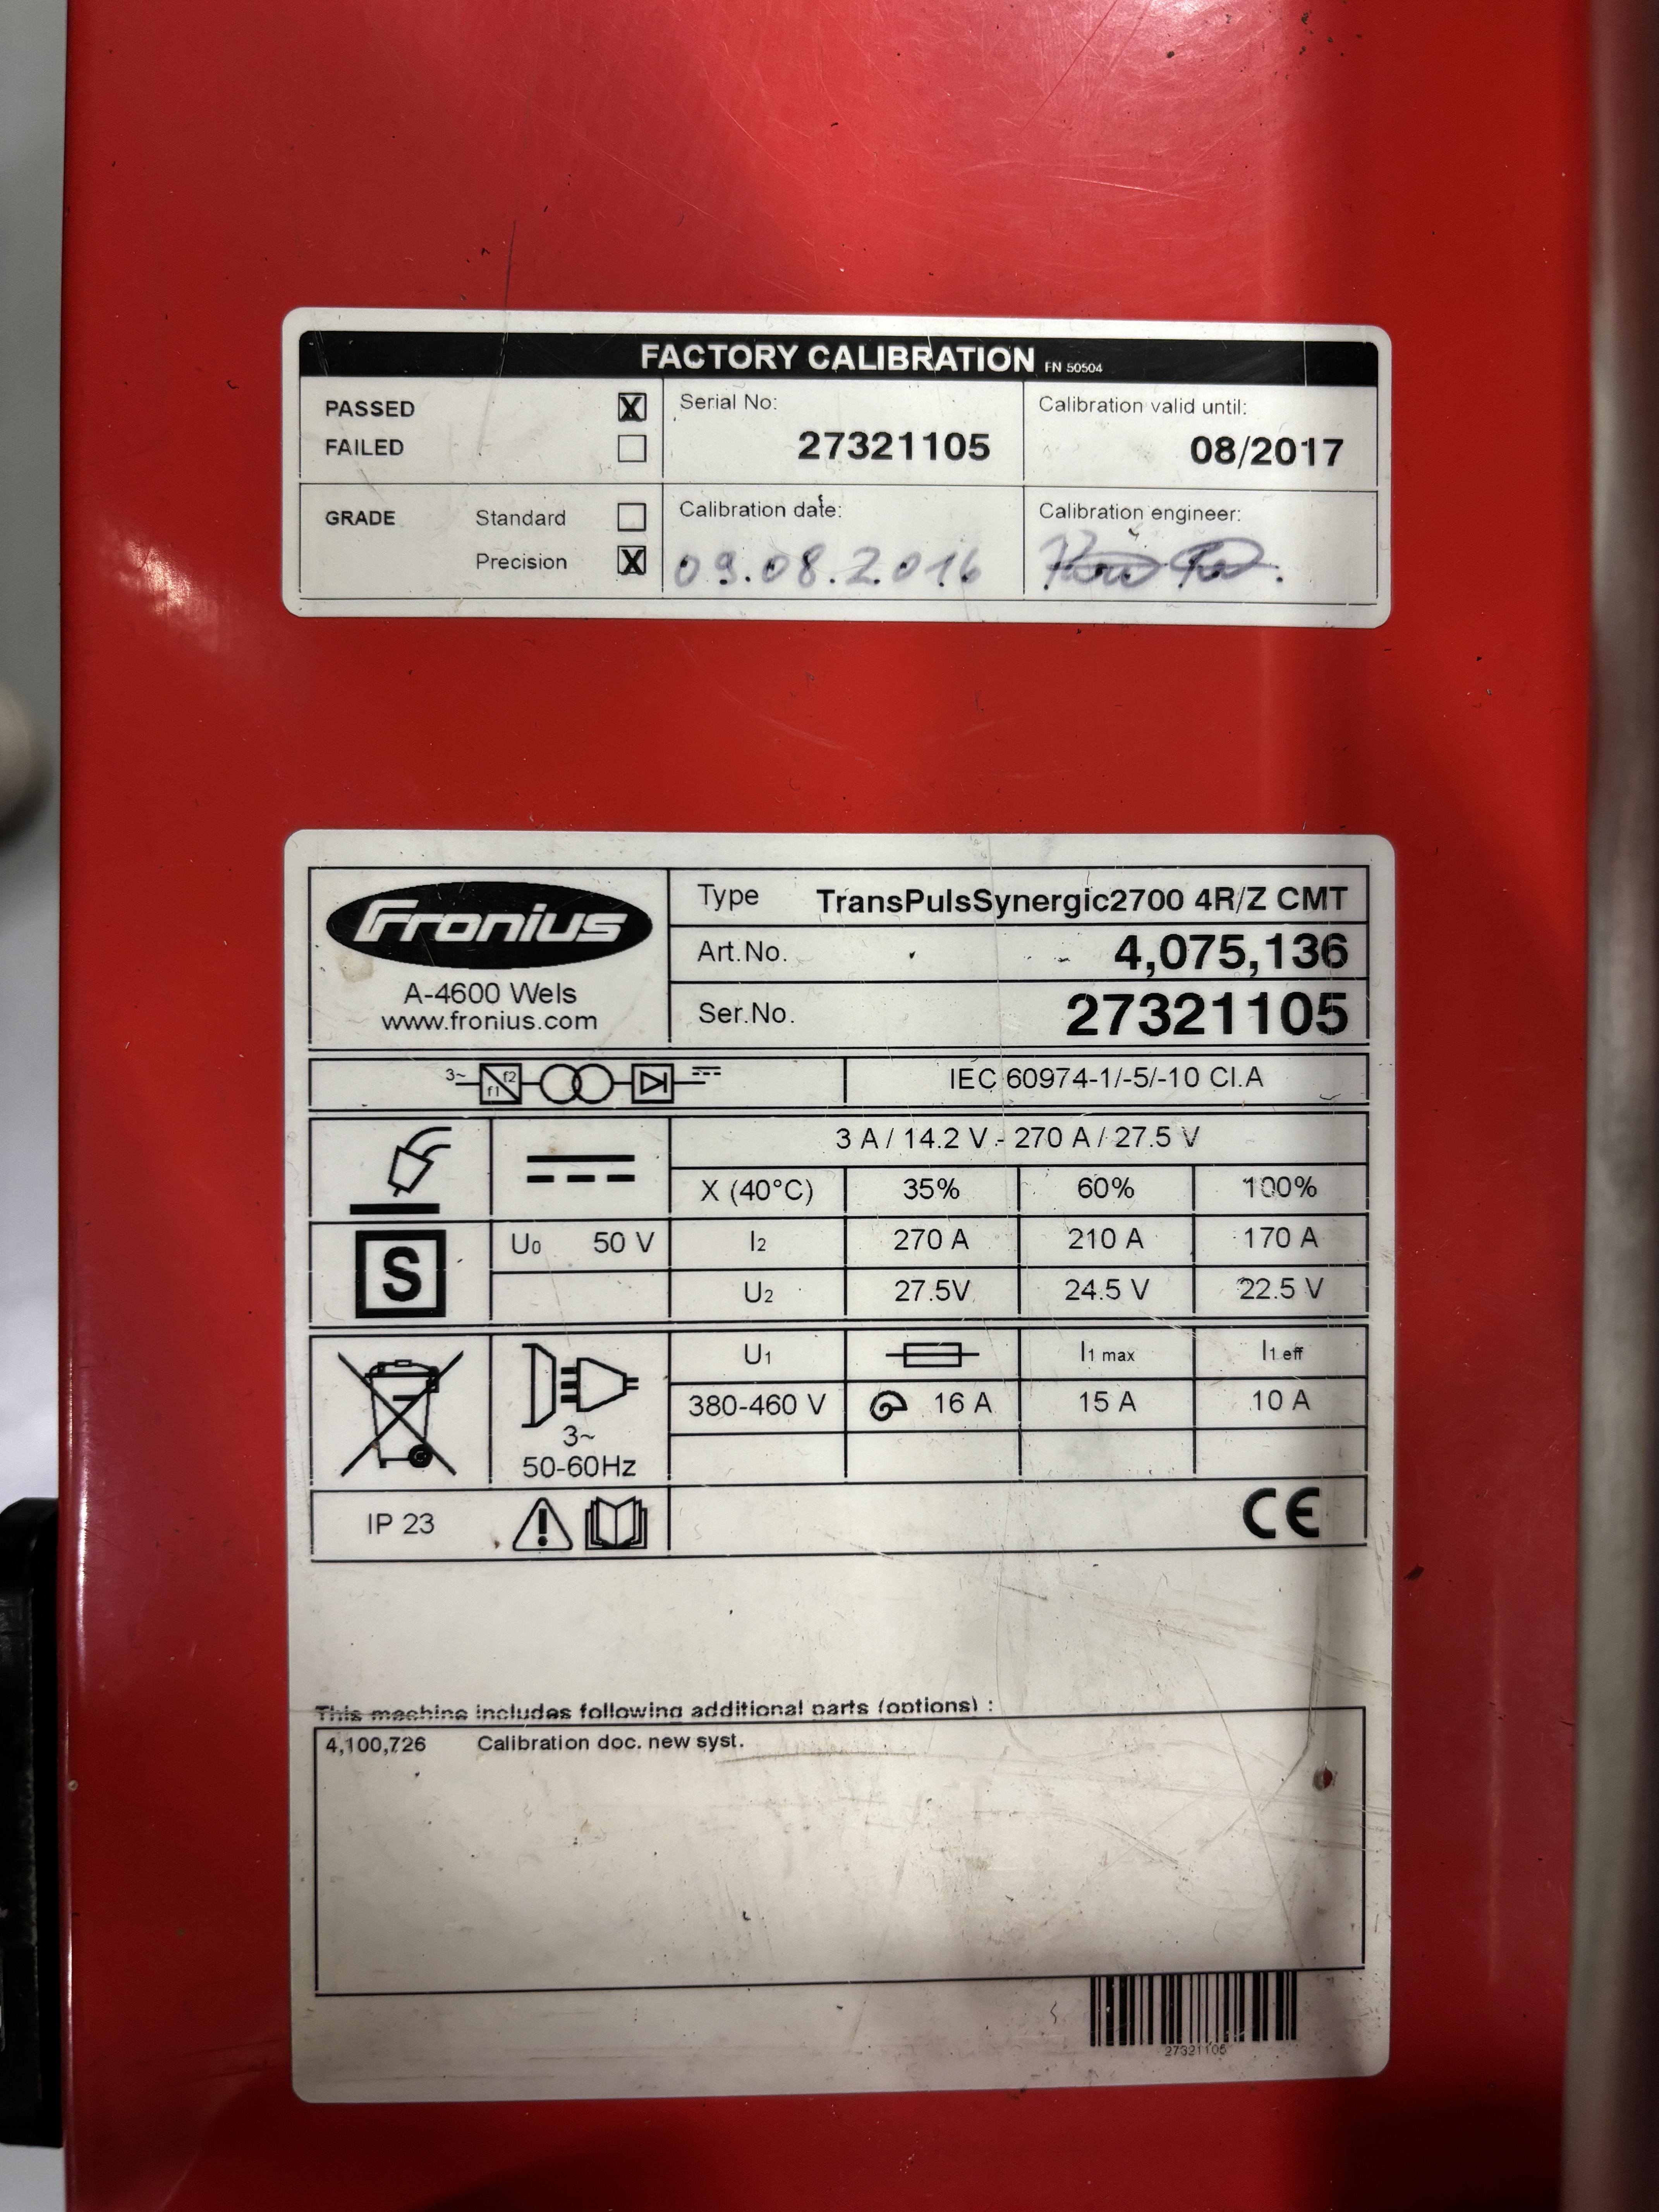 FACTORY CALIBRATION FN 50504
PASSED X
FAILED
Serial No:
27321105
Calibration valid until:
08/2017
GRADE Standard
Precision X
Calibration date:
09.08.2016
Calibration engineer:
Fronius
A-4600 Wels
www.fronius.com
Type TransPulsSynergic2700 4R/Z CMT
Art.No. 4,075,136
Ser.No. 27321105
3~ f1 f2
IEC 60974-1/-5/-10 Cl.A
3 A / 14.2 V - 270 A / 27.5 V
X (40°C) 35% 60% 100%
S
U0 50 V
I2 270 A 210 A 170 A
U2 27.5V 24.5 V 22.5 V
3~
50-60Hz
U1 I1 max I1 eff
380-460 V 16 A 15 A 10 A
IP 23
CE
This machine includes following additional parts (options) :
4,100,726 Calibration doc. new syst.
27321105